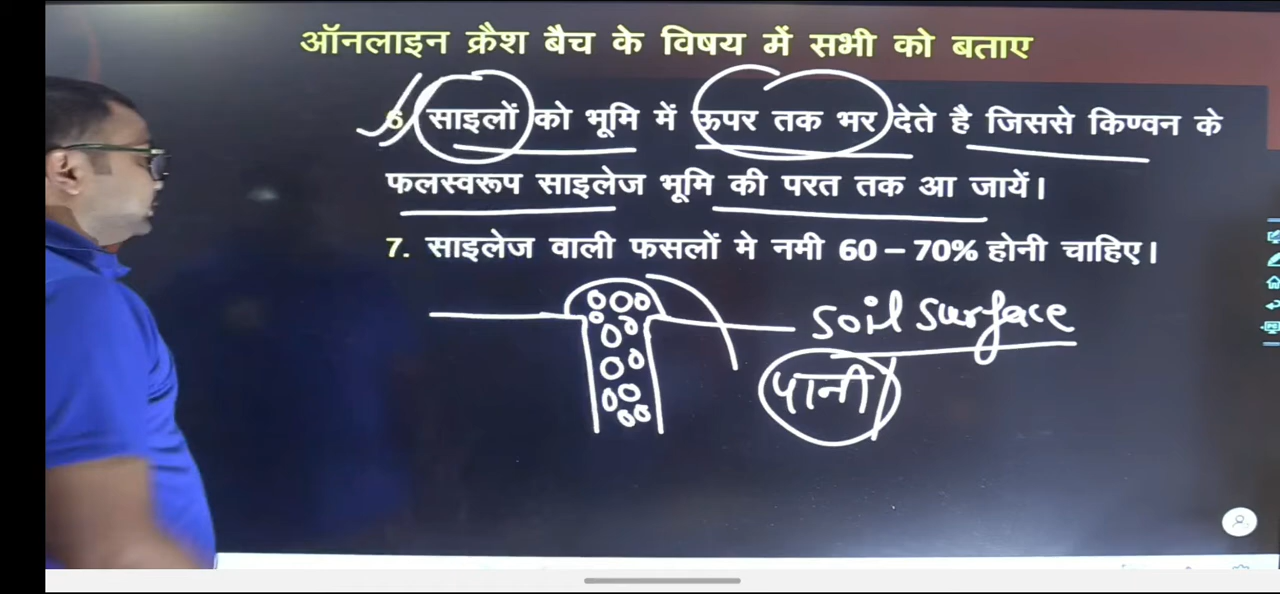 ऑनलाइन क्रैश बैच के विषय में सभी को बताए
6. साइलों को भूमि में ऊपर तक भर देते है जिससे किण्वन के
फलस्वरूप साइलेज भूमि की परत तक आ जायें।
7. साइलेज वाली फसलों मे नमी 60 – 70% होनी चाहिए।
soil surface
पानी